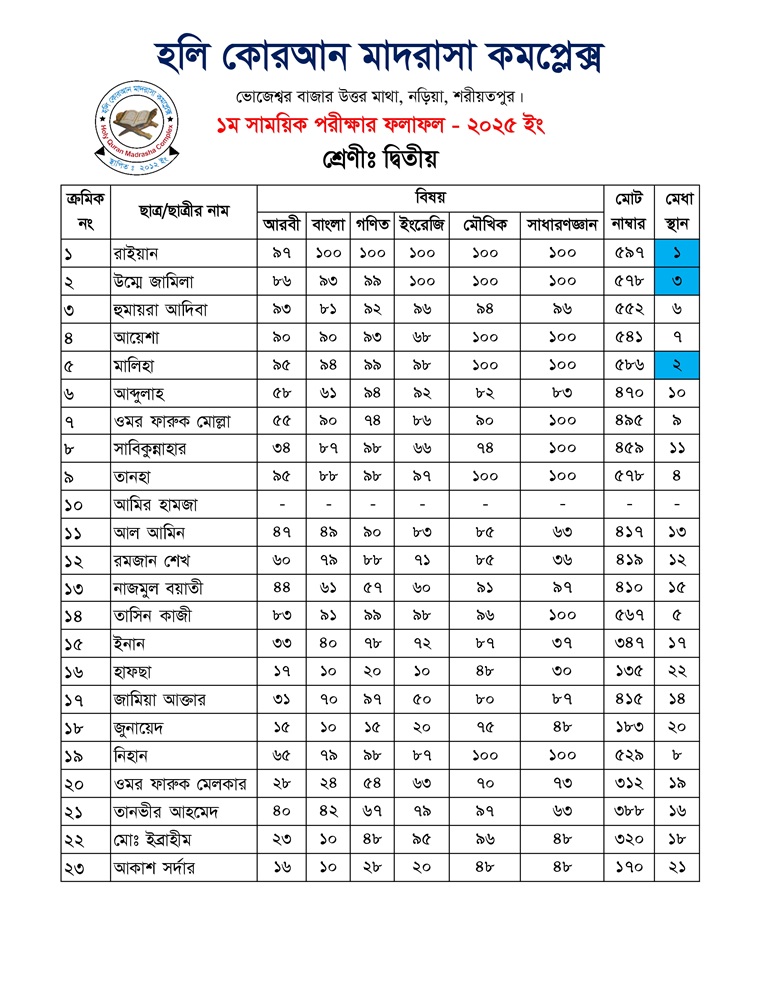 হলি কোরআন মাদরাসা কমপ্লেক্স
হলি কোরআন মাদরাসা কমপ্লেক্স
Holy Quran Madrasha Complex
স্থাপিত : ২০১২ ইং
ভোজেশ্বর বাজার উত্তর মাথা, নড়িয়া, শরীয়তপুর।
১ম সাময়িক পরীক্ষার ফলাফল - ২০২৫ ইং
শ্রেণীঃ দ্বিতীয়
ক্রমিক নং ছাত্র/ছাত্রীর নাম বিষয় মোট নাম্বার মেধা স্থান
আরবী বাংলা গণিত ইংরেজি মৌখিক সাধারণজ্ঞান
১ রাইয়ান ৯৭ ১০০ ১০০ ১০০ ১০০ ১০০ ৫৯৭ ১
২ উম্মে জামিলা ৮৬ ৯৩ ৯৯ ১০০ ১০০ ১০০ ৫৭৮ ৩
৩ হুমায়রা আদিবা ৯৩ ৮১ ৯২ ৯৬ ৯৪ ৯৬ ৫৫২ ৬
৪ আয়েশা ৯০ ৯০ ৯৩ ৬৮ ১০০ ১০০ ৫৪১ ৭
৫ মালিহা ৯৫ ৯৪ ৯৯ ৯৮ ১০০ ১০০ ৫৮৬ ২
৬ আব্দুলাহ ৫৮ ৬১ ৯৪ ৯২ ৮২ ৮৩ ৪৭০ ১০
৭ ওমর ফারুক মোল্লা ৫৫ ৯০ ৭৪ ৮৬ ৯০ ১০০ ৪৯৫ ৯
৮ সাবিকুন্নাহার ৩৪ ৮৭ ৯৮ ৬৬ ৭৪ ১০০ ৪৫৯ ১১
৯ তানহা ৯৫ ৮৮ ৯৮ ৯৭ ১০০ ১০০ ৫৭৮ ৪
১০ আমির হামজা - - - - - - - -
১১ আল আমিন ৪৭ ৪৯ ৯০ ৮৩ ৮৫ ৬৩ ৪১৭ ১৩
১২ রমজান শেখ ৬০ ৭৯ ৮৮ ৭১ ৮৫ ৩৬ ৪১৯ ১২
১৩ নাজমুল বয়াতী ৪৪ ৬১ ৫৭ ৬০ ৯১ ৯৭ ৪১০ ১৫
১৪ তাসিন কাজী ৮৩ ৯১ ৯৯ ৯৮ ৯৬ ১০০ ৫৬৭ ৫
১৫ ইনান ৩৩ ৪০ ৭৮ ৭২ ৮৭ ৩৭ ৩৪৭ ১৭
১৬ হাফছা ১৭ ১০ ২০ ১০ ৪৮ ৩০ ১৩৫ ২২
১৭ জামিয়া আক্তার ৩১ ৭০ ৯৭ ৫০ ৮০ ৮৭ ৪১৫ ১৪
১৮ জুনায়েদ ১৫ ১০ ১৫ ২০ ৭৫ ৪৮ ১৮৩ ২০
১৯ নিহান ৬৫ ৭৯ ৯৮ ৮৭ ১০০ ১০০ ৫২৯ ৮
২০ ওমর ফারুক মেলকার ২৮ ২৪ ৫৪ ৬৩ ৭০ ৭৩ ৩১২ ১৯
২১ তানভীর আহমেদ ৪০ ৪২ ৬৭ ৭৯ ৯৭ ৬৩ ৩৮৮ ১৬
২২ মোঃ ইব্রাহীম ২৩ ১০ ৪৮ ৯৫ ৯৬ ৪৮ ৩২০ ১৮
২৩ আকাশ সর্দার ১৬ ১০ ২৮ ২০ ৪৮ ৪৮ ১৭০ ২১